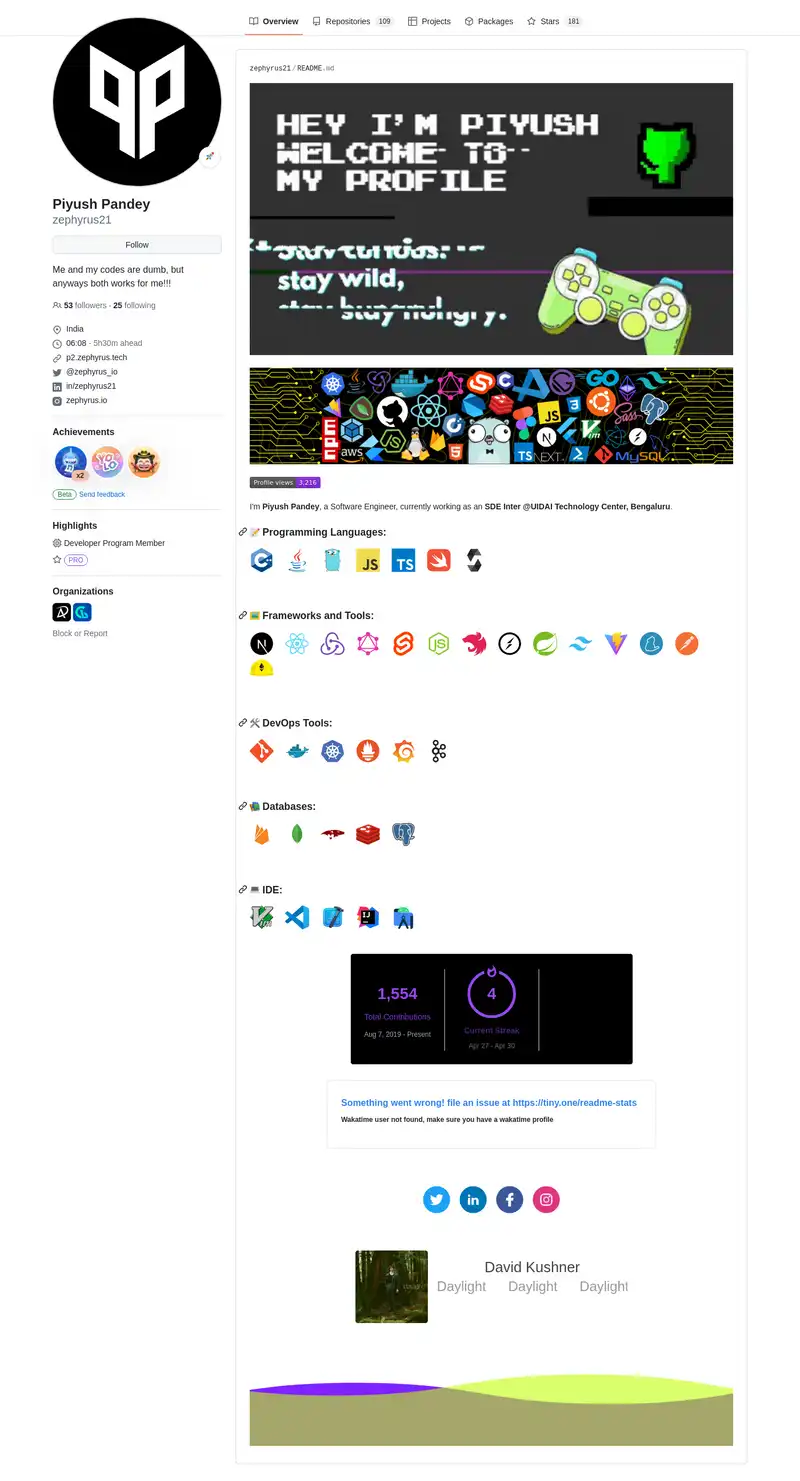 Overview
Repositories 109
Projects
Packages
Stars 181
Piyush Pandey
zephyrus21
Follow
Me and my codes are dumb, but
anyways both works for me!!!
53 followers · 25 following
India
06:08 - 5h30m ahead
p2.zephyrus.tech
@zephyrus_io
in/zephyrus21
zephyrus.io
Achievements
YOLO
x2
Beta Send feedback
Highlights
Developer Program Member
PRO
Organizations
Block or Report
zephyrus21/README.md
HEY I'M PIYUSH
WELCOME TO
MY PROFILE
stay wild,
GO
JS
Sass
npm
aws
TS
NEXT
MySQL
Profile views 3,216
I'm Piyush Pandey, a Software Engineer, currently working as an SDE Inter @UIDAI Technology Center, Bengaluru.
Programming Languages:
JS
TS
Frameworks and Tools:
DevOps Tools:
Databases:
IDE:
IJ
1,554
Total Contributions
Aug 7, 2019 - Present
4
Current Streak
Apr 27 - Apr 30
Something went wrong! file an issue at https://tiny.one/readme-stats
Wakatime user not found, make sure you have a wakatime profile
David Kushner
Daylight Daylight Daylight